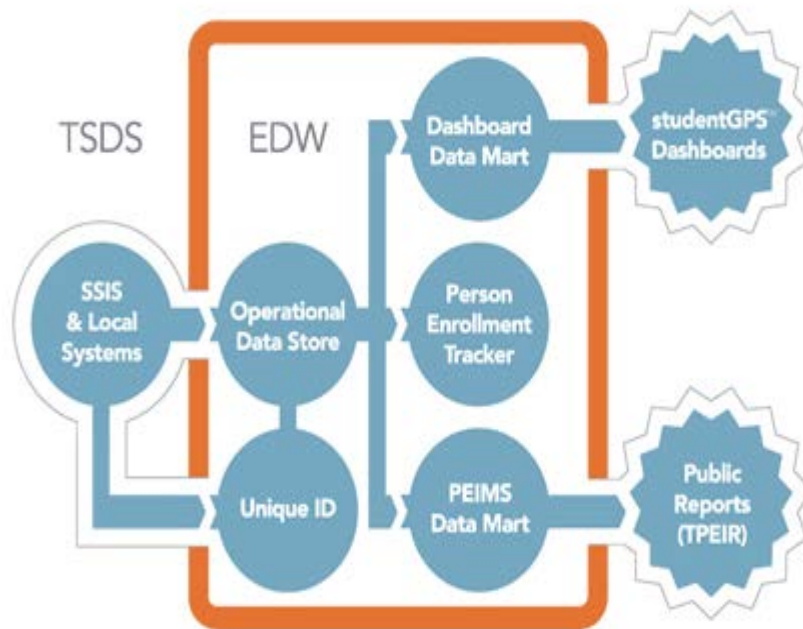 TSDS
EDW
SSIS
& Local
Systems
Operational
Data Store
Unique ID
Dashboard
Data Mart
Person
Enrollment
Tracker
PEIMS
Data Mart
studentGPS™
Dashboards
Public
Reports
(TPEIR)